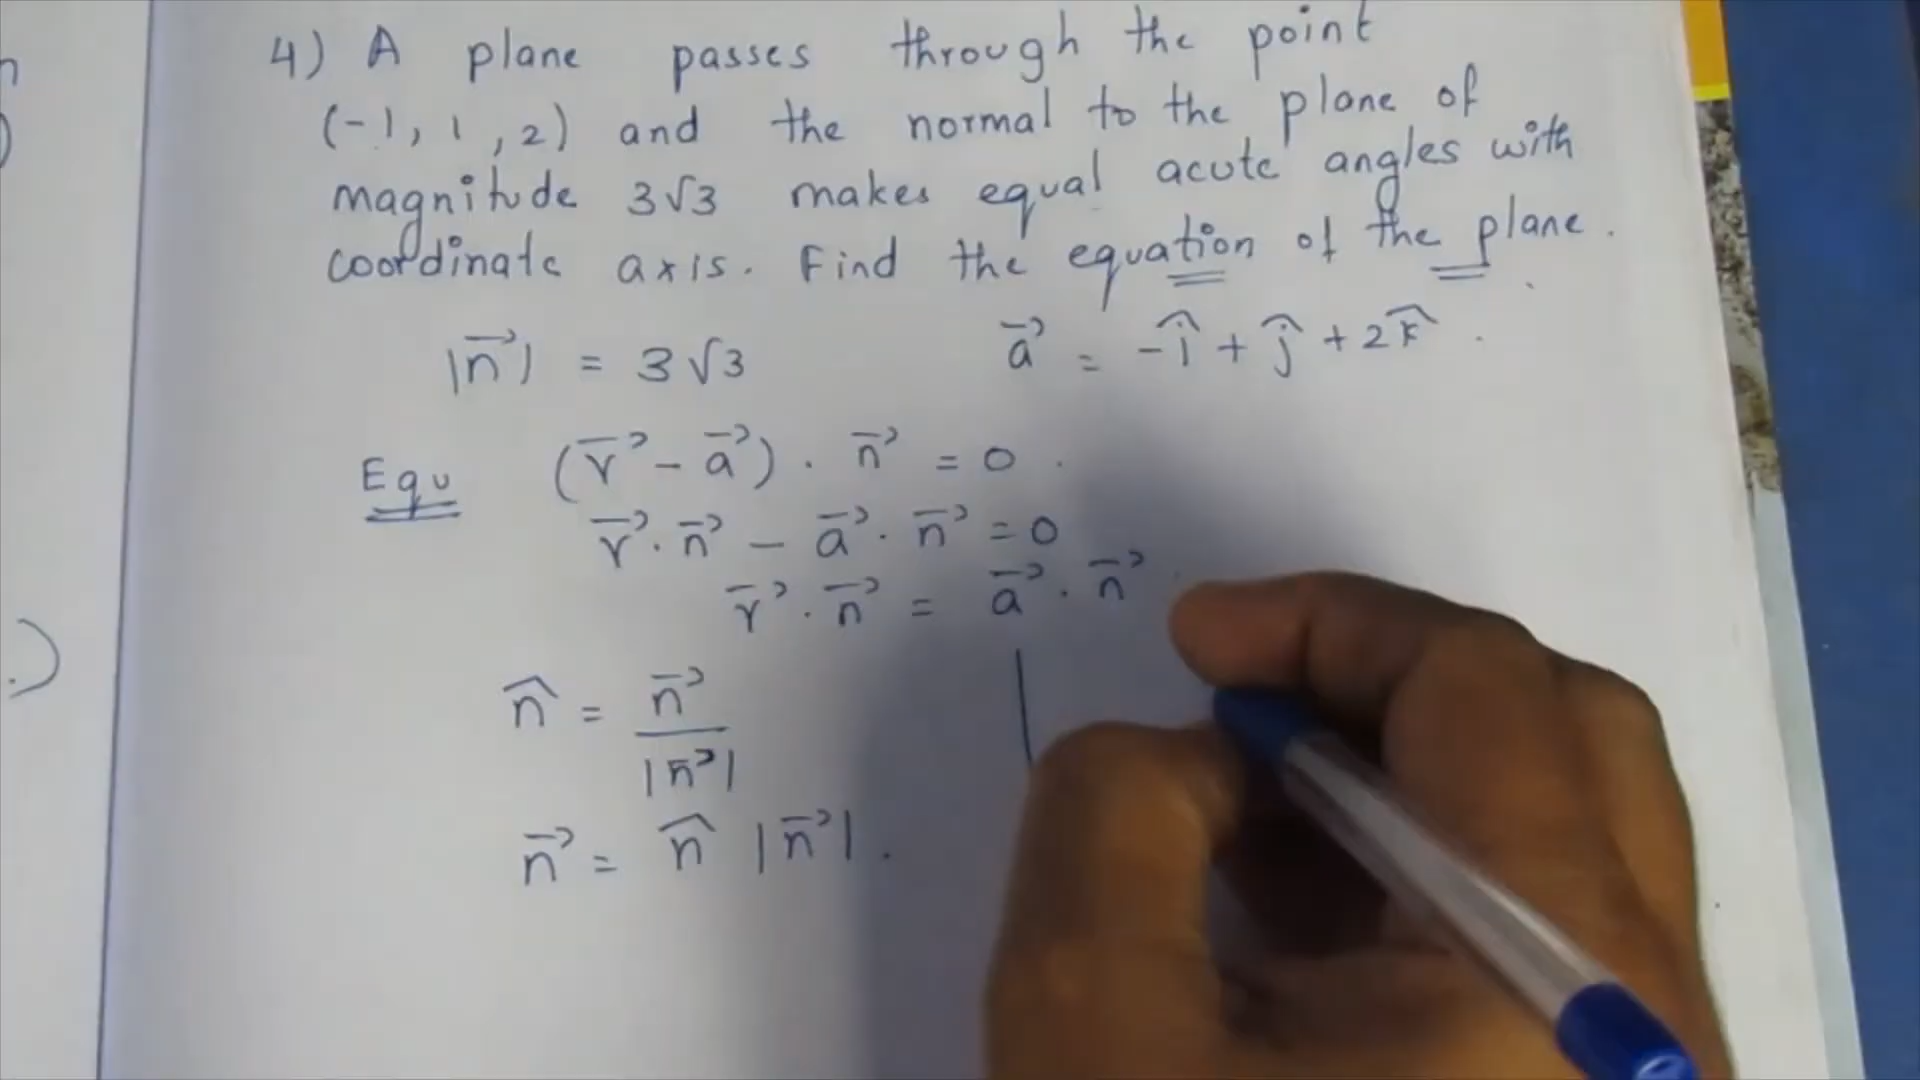 4) A plane passes through the point
(-1, 1, 2) and the normal to the plane of
magnitude 3√3 makes equal acute angles with
coordinate axis. Find the equation of the plane.
|n⃗| = 3√3 a⃗ = -î + ĵ + 2k̂.
Equ (r⃗ - a⃗) . n⃗ = 0.
r⃗ . n⃗ - a⃗ . n⃗ = 0
r⃗ . n⃗ = a⃗ . n⃗
n̂ = n⃗ / |n⃗|
n⃗ = n̂ |n⃗|.